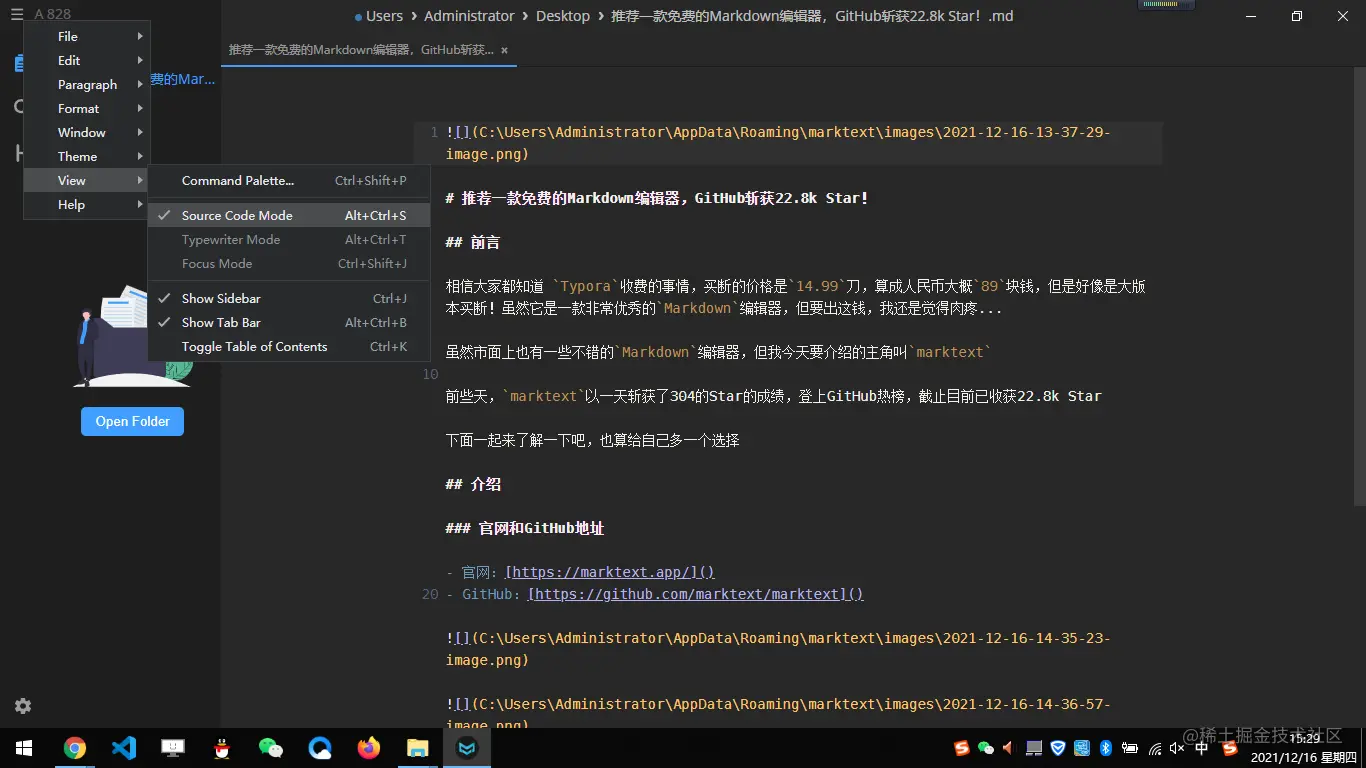 A 828
Users > Administrator > Desktop > 推荐一款免费的Markdown编辑器，GitHub斩获22.8k Star！.md
推荐一款免费的Markdown编辑器，GitHub斩获... ×
File
Edit
Paragraph
Format
Window
Theme
View
Help
费的Mar...
Command Palette... Ctrl+Shift+P
Source Code Mode Alt+Ctrl+S
Typewriter Mode Alt+Ctrl+T
Focus Mode Ctrl+Shift+J
Show Sidebar Ctrl+J
Show Tab Bar Alt+Ctrl+B
Toggle Table of Contents Ctrl+K
Open Folder
1 ![](C:\Users\Administrator\AppData\Roaming\marktext\images\2021-12-16-13-37-29-
image.png)
# 推荐一款免费的Markdown编辑器，GitHub斩获22.8k Star！
## 前言
相信大家都知道 `Typora`收费的事情，买断的价格是`14.99`刀，算成人民币大概`89`块钱，但是好像是大版
本买断！虽然它是一款非常优秀的`Markdown`编辑器，但要出这钱，我还是觉得肉疼...
虽然市面上也有一些不错的`Markdown`编辑器，但我今天要介绍的主角叫`marktext`
10
前些天，`marktext`以一天斩获了304的Star的成绩，登上GitHub热榜，截止目前已收获22.8k Star
下面一起来了解一下吧，也算给自己多一个选择
## 介绍
### 官网和GitHub地址
- 官网：[https://marktext.app/]()
20 - GitHub：[https://github.com/marktext/marktext]()
![](C:\Users\Administrator\AppData\Roaming\marktext\images\2021-12-16-14-35-23-
image.png)
![](C:\Users\Administrator\AppData\Roaming\marktext\images\2021-12-16-14-36-57-
image.png)
@稀土掘金技术社区
中
15:29
2021/12/16 星期四